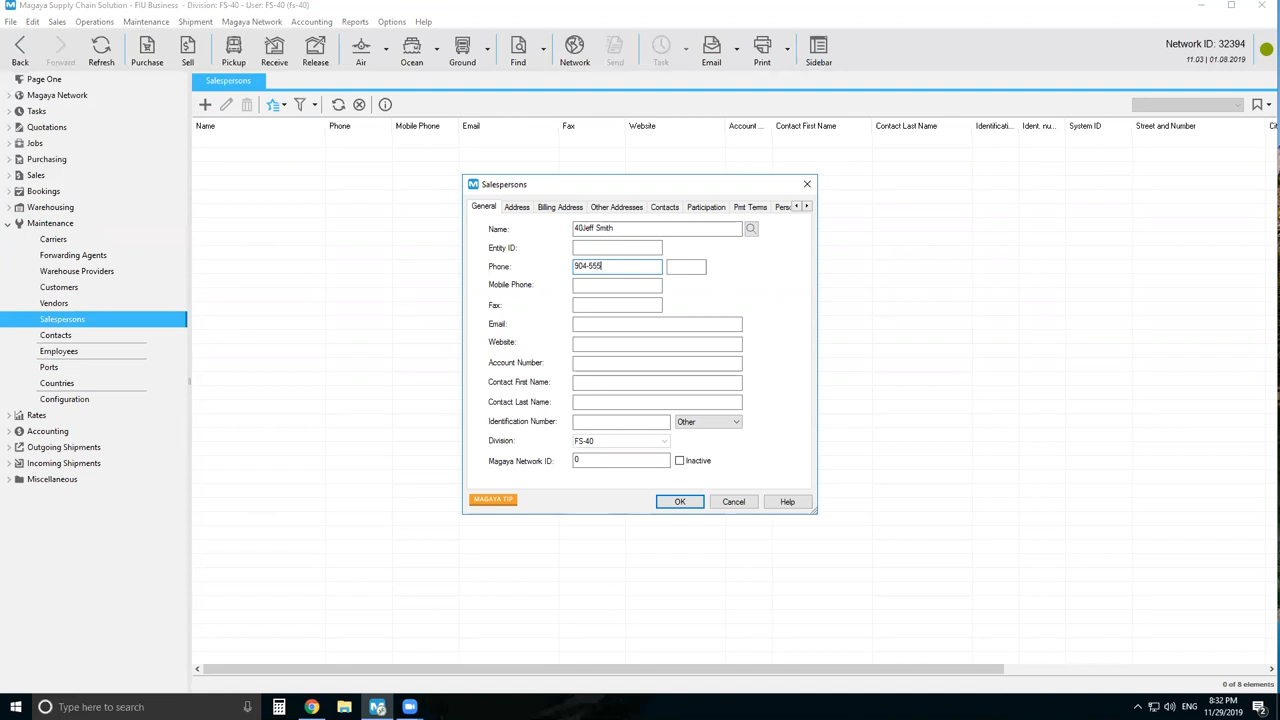 Magaya Supply Chain Solution - FIU Business - Division: FS-40 - User: FS-40 (fs-40)
File Edit Sales Operations Maintenance Shipment Magaya Network Accounting Reports Options Help
Back Forward Refresh Purchase Sell Pickup Receive Release Air Ocean Ground Find Network Send Task Email Print Sidebar
Network ID: 32394
11.03 | 01.08.2019
Page One
Magaya Network
Tasks
Quotations
Jobs
Purchasing
Sales
Bookings
Warehousing
Maintenance
Carriers
Forwarding Agents
Warehouse Providers
Customers
Vendors
Salespersons
Contacts
Employees
Ports
Countries
Configuration
Rates
Accounting
Outgoing Shipments
Incoming Shipments
Miscellaneous
Salespersons
Name Phone Mobile Phone Email Fax Website Account ... Contact First Name Contact Last Name Identificati... Ident. nu... System ID Street and Number Cit
Salespersons
General Address Billing Address Other Addresses Contacts Participation Pmt Terms Perso
Name: 40Jeff Smith
Entity ID:
Phone: 904-555
Mobile Phone:
Fax:
Email:
Website:
Account Number:
Contact First Name:
Contact Last Name:
Identification Number: Other
Division: FS-40
Magaya Network ID: 0 Inactive
MAGAYA TIP OK Cancel Help
0 of 8 elements
Type here to search
ENG
8:32 PM
11/29/2019
2